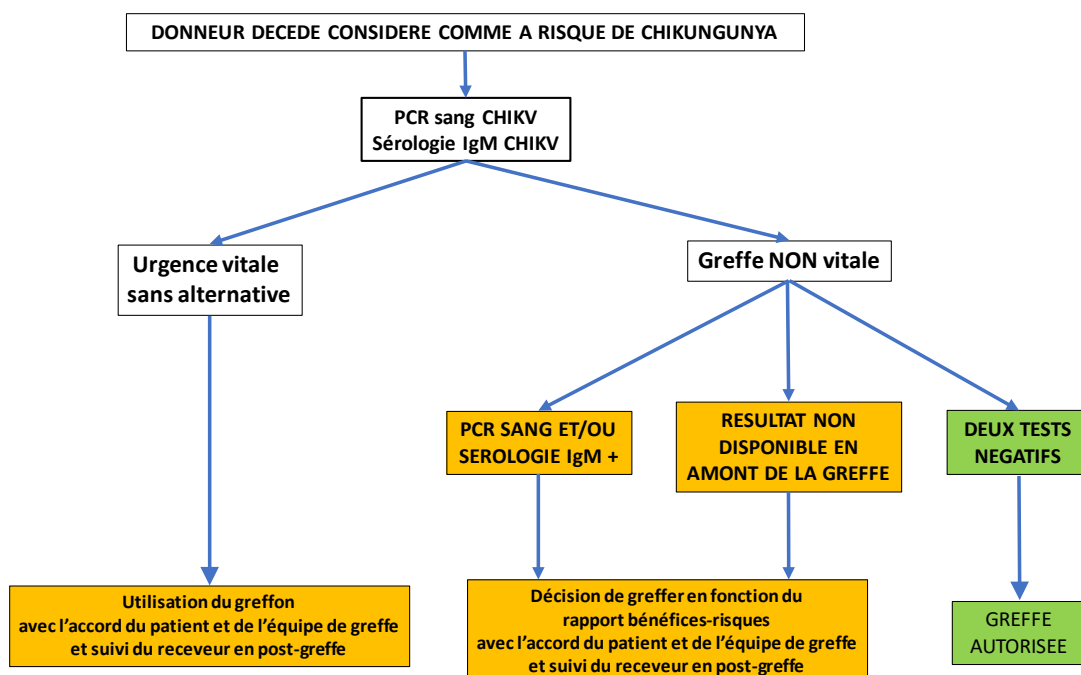 DONNEUR DECEDE CONSIDERE COMME A RISQUE DE CHIKUNGUNYA
PCR sang CHIKV
Sérologie IgM CHIKV
Urgence vitale
sans alternative
Greffe NON vitale
PCR SANG ET/OU
SEROLOGIE IgM +
RESULTAT NON
DISPONIBLE EN
AMONT DE LA GREFFE
DEUX TESTS
NEGATIFS
Utilisation du greffon
avec l'accord du patient et de l'équipe de greffe
et suivi du receveur en post-greffe
Décision de greffer en fonction du
rapport bénéfices-risques
avec l'accord du patient et de l'équipe de greffe
et suivi du receveur en post-greffe
GREFFE
AUTORISEE